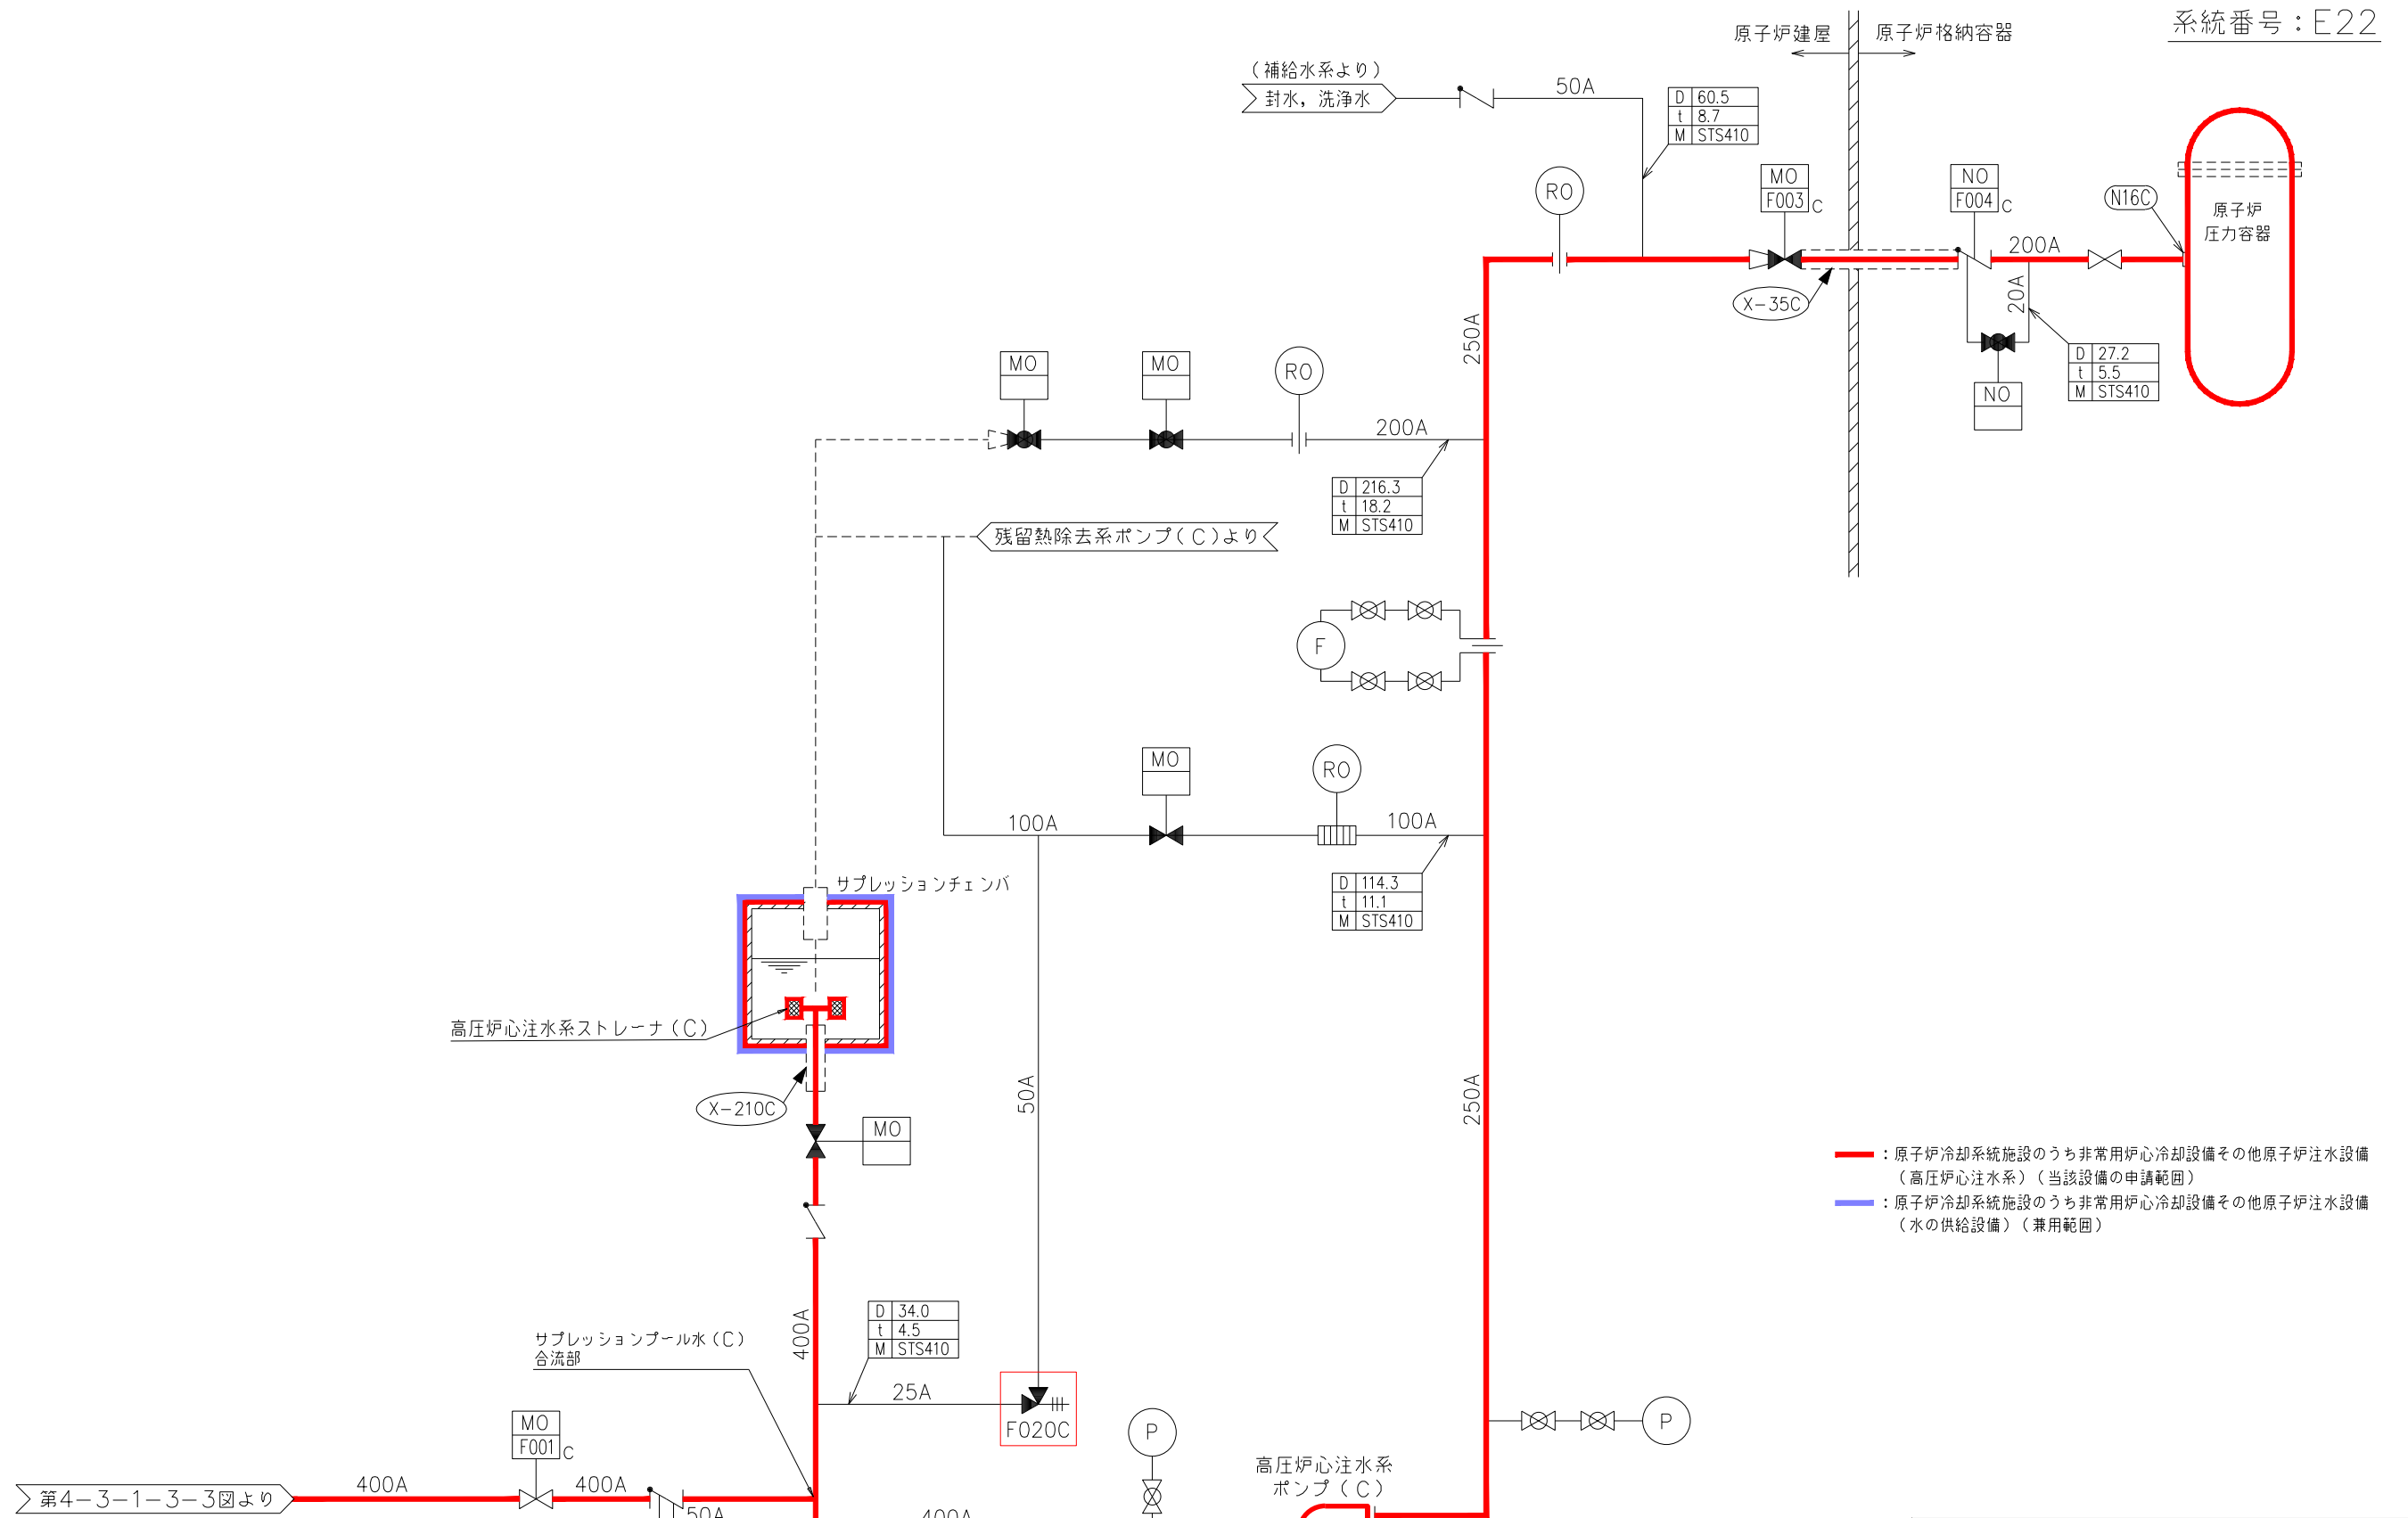 系統番号：E22
原子炉建屋
原子炉格納容器
（補給水系より）
封水，洗浄水
50A
D 60.5
t 8.7
M STS410
RO
MO
F003 C
NO
F004 C
N16C
原子炉
圧力容器
200A
X-35C
20A
D 27.2
t 5.5
M STS410
NO
250A
MO
MO
RO
200A
D 216.3
t 18.2
M STS410
残留熱除去系ポンプ(C)より
F
MO
RO
100A
100A
D 114.3
t 11.1
M STS410
サプレッションチェンバ
高圧炉心注水系ストレーナ(C)
X-210C
MO
50A
250A
：原子炉冷却系統施設のうち非常用炉心冷却設備その他原子炉注水設備
（高圧炉心注水系）（当該設備の申請範囲）
：原子炉冷却系統施設のうち非常用炉心冷却設備その他原子炉注水設備
（水の供給設備）（兼用範囲）
400A
D 34.0
t 4.5
M STS410
サプレッションプール水(C)
合流部
25A
F020C
P
P
MO
F001 C
高圧炉心注水系
ポンプ(C)
第4-3-1-3-3図より
400A
400A
50A
400A